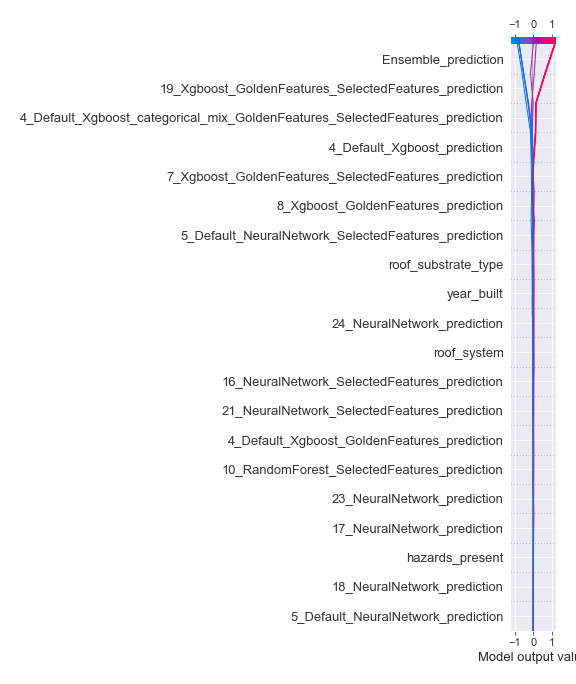 −1 0 1
Ensemble_prediction
19_Xgboost_GoldenFeatures_SelectedFeatures_prediction
4_Default_Xgboost_categorical_mix_GoldenFeatures_SelectedFeatures_prediction
4_Default_Xgboost_prediction
7_Xgboost_GoldenFeatures_SelectedFeatures_prediction
8_Xgboost_GoldenFeatures_prediction
5_Default_NeuralNetwork_SelectedFeatures_prediction
roof_substrate_type
year_built
24_NeuralNetwork_prediction
roof_system
16_NeuralNetwork_SelectedFeatures_prediction
21_NeuralNetwork_SelectedFeatures_prediction
4_Default_Xgboost_GoldenFeatures_prediction
10_RandomForest_SelectedFeatures_prediction
23_NeuralNetwork_prediction
17_NeuralNetwork_prediction
hazards_present
18_NeuralNetwork_prediction
5_Default_NeuralNetwork_prediction
−1 0 1
Model output valu